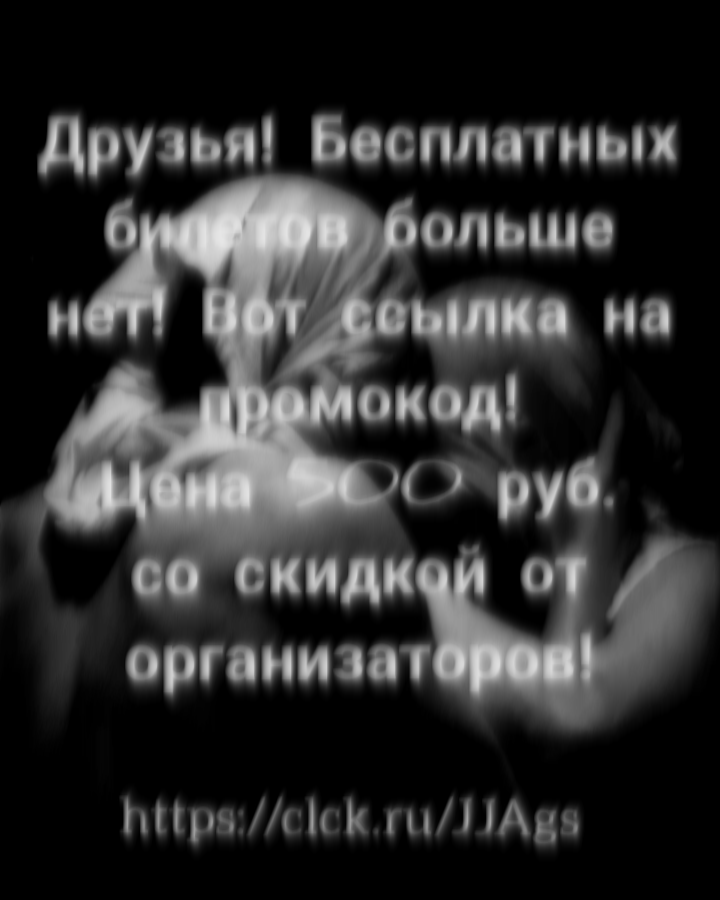 Друзья! Бесплатных
билетов больше
нет! Вот ссылка на
промокод!
Цена 500 руб.
со скидкой от
организаторов!
https://clck.ru/JJAgs